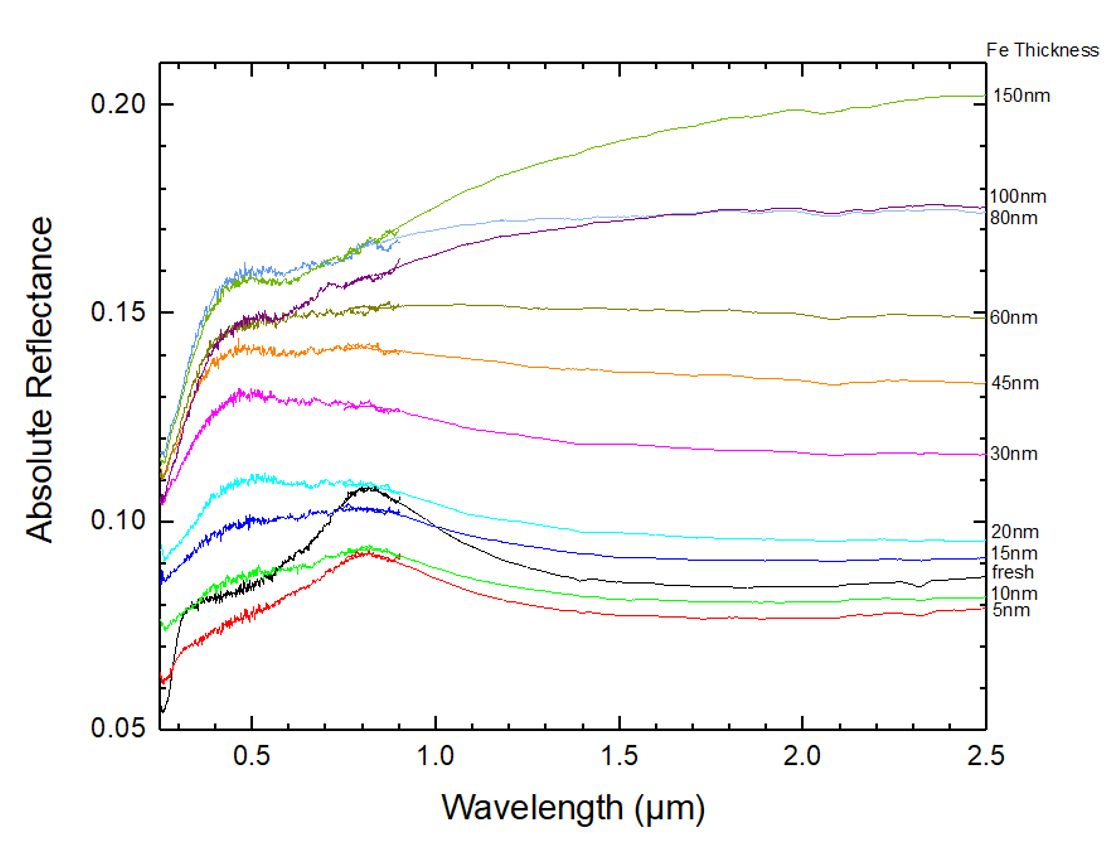 Fe Thickness
0.20
150nm
100nm
80nm
0.15
60nm
45nm
30nm
0.10
20nm
15nm
fresh
10nm
5nm
0.05
0.5
1.0
1.5
2.0
2.5
Absolute Reflectance
Wavelength (μm)